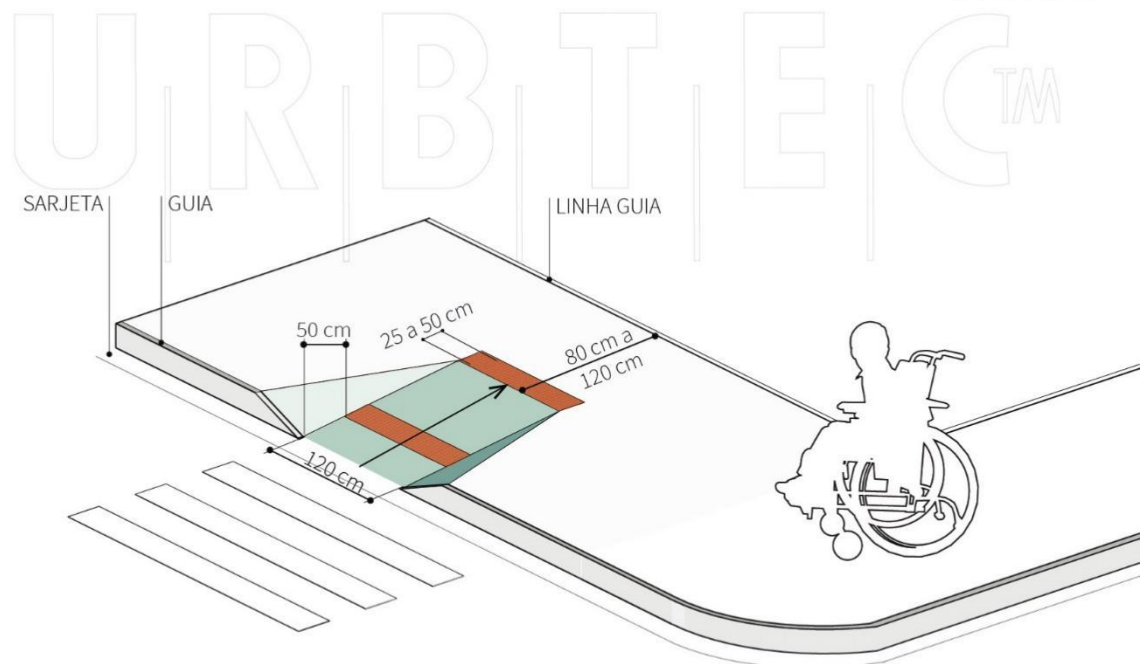 URBTEC™
SARJETA
GUIA
LINHA GUIA
50 cm
25 a 50 cm
80 cm a
120 cm
120 cm